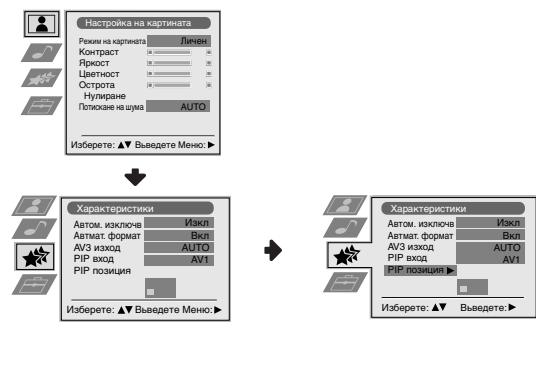 Настройка на картината
Режим на картината Личен
Контраст
Яркост
Цветност
Острота
Нулиране
Потискане на шума AUTO
Изберете: ▲▼ Въведете Меню: ▶
Характеристики
Автом. изключв Изкл
Автмат. формат Вкл
AV3 изход AUTO
PIP вход AV1
PIP позиция
Изберете: ▲▼ Въведете Меню: ▶
Характеристики
Автом. изключв Изкл
Автмат. формат Вкл
AV3 изход AUTO
PIP вход AV1
PIP позиция ▶
Изберете: ▲▼ Въведете: ▶